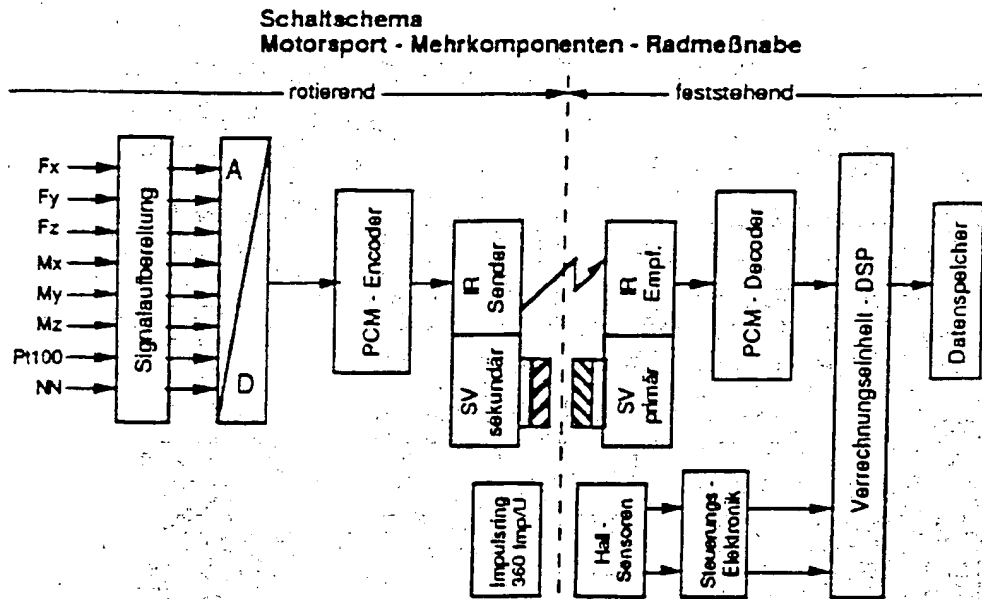 Schaltschema
Motorsport - Mehrkomponenten - Radmeßnabe
rotierend
feststehend
Fx
Fy
Fz
Mx
My
Mz
Pt100
NN
Signalaufbereitung
A
D
PCM - Encoder
IR
Sender
SV
sekundär
IR
Empf.
SV
primär
PCM - Decoder
Verrechnungseinheit - DSP
Datenspeicher
Impulsring
360 Imp/U
Hall -
Sensoren
Steuerungs -
Elektronik